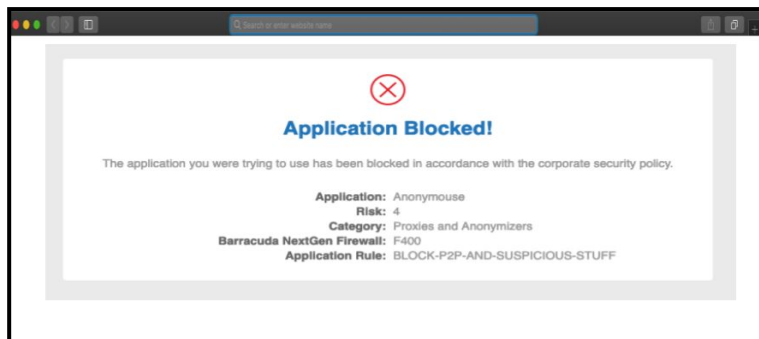 Search or enter website name
Application Blocked!
The application you were trying to use has been blocked in accordance with the corporate security policy.
Application: Anonymouse
Risk: 4
Category: Proxies and Anonymizers
Barracuda NextGen Firewall: F400
Application Rule: BLOCK-P2P-AND-SUSPICIOUS-STUFF